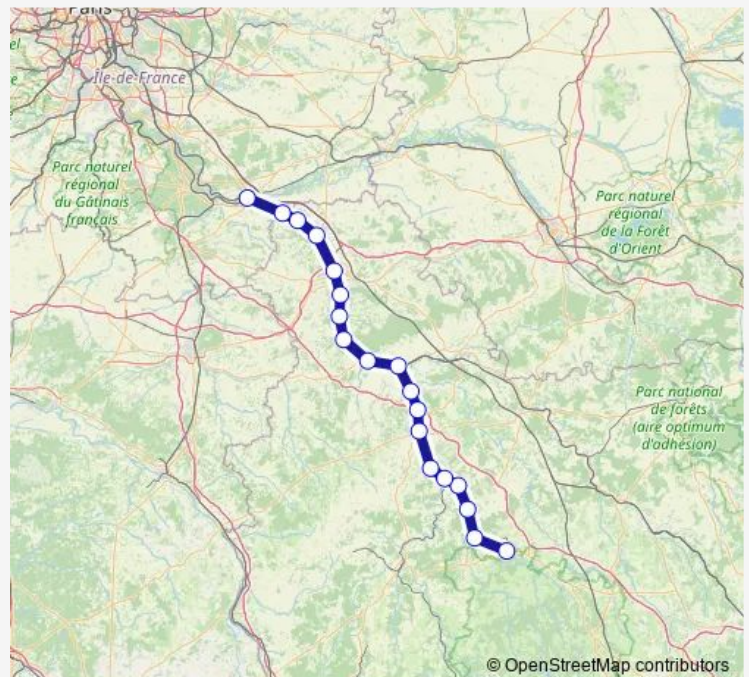 Paris
Île-de-France
Parc naturel
régional
du Gâtinais
français
Parc naturel
régional
de la Forêt
d'Orient
Parc national
de forêts
(aire optimum
d'adhésion)
© OpenStreetMap contributors